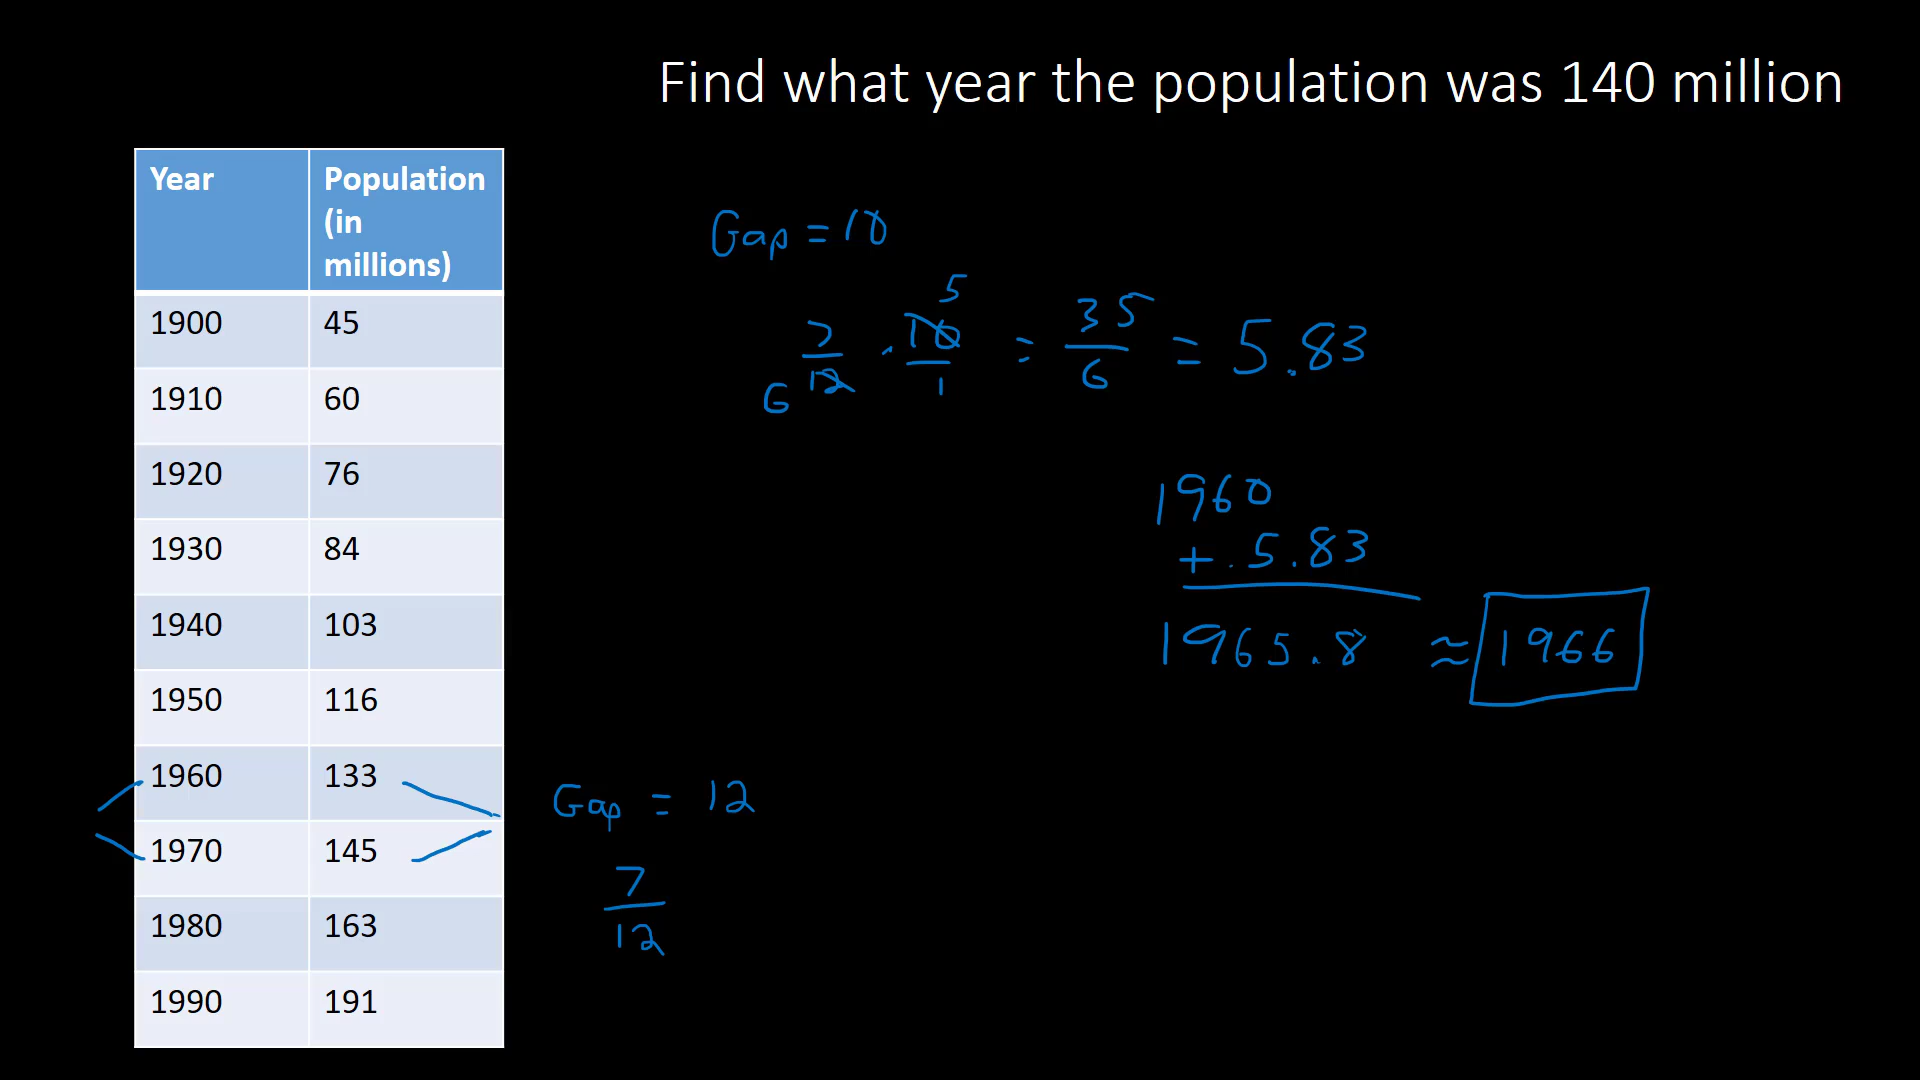 Find what year the population was 140 million
Year Population (in millions)
1900 45
1910 60
1920 76
1930 84
1940 103
1950 116
1960 133
1970 145
1980 163
1990 191
Gap = 10
5
7/12 · 10/1 = 35/6 = 5.83
6
1960
+ .5.83
1965.8 ≈ 1966
Gap = 12
7/12